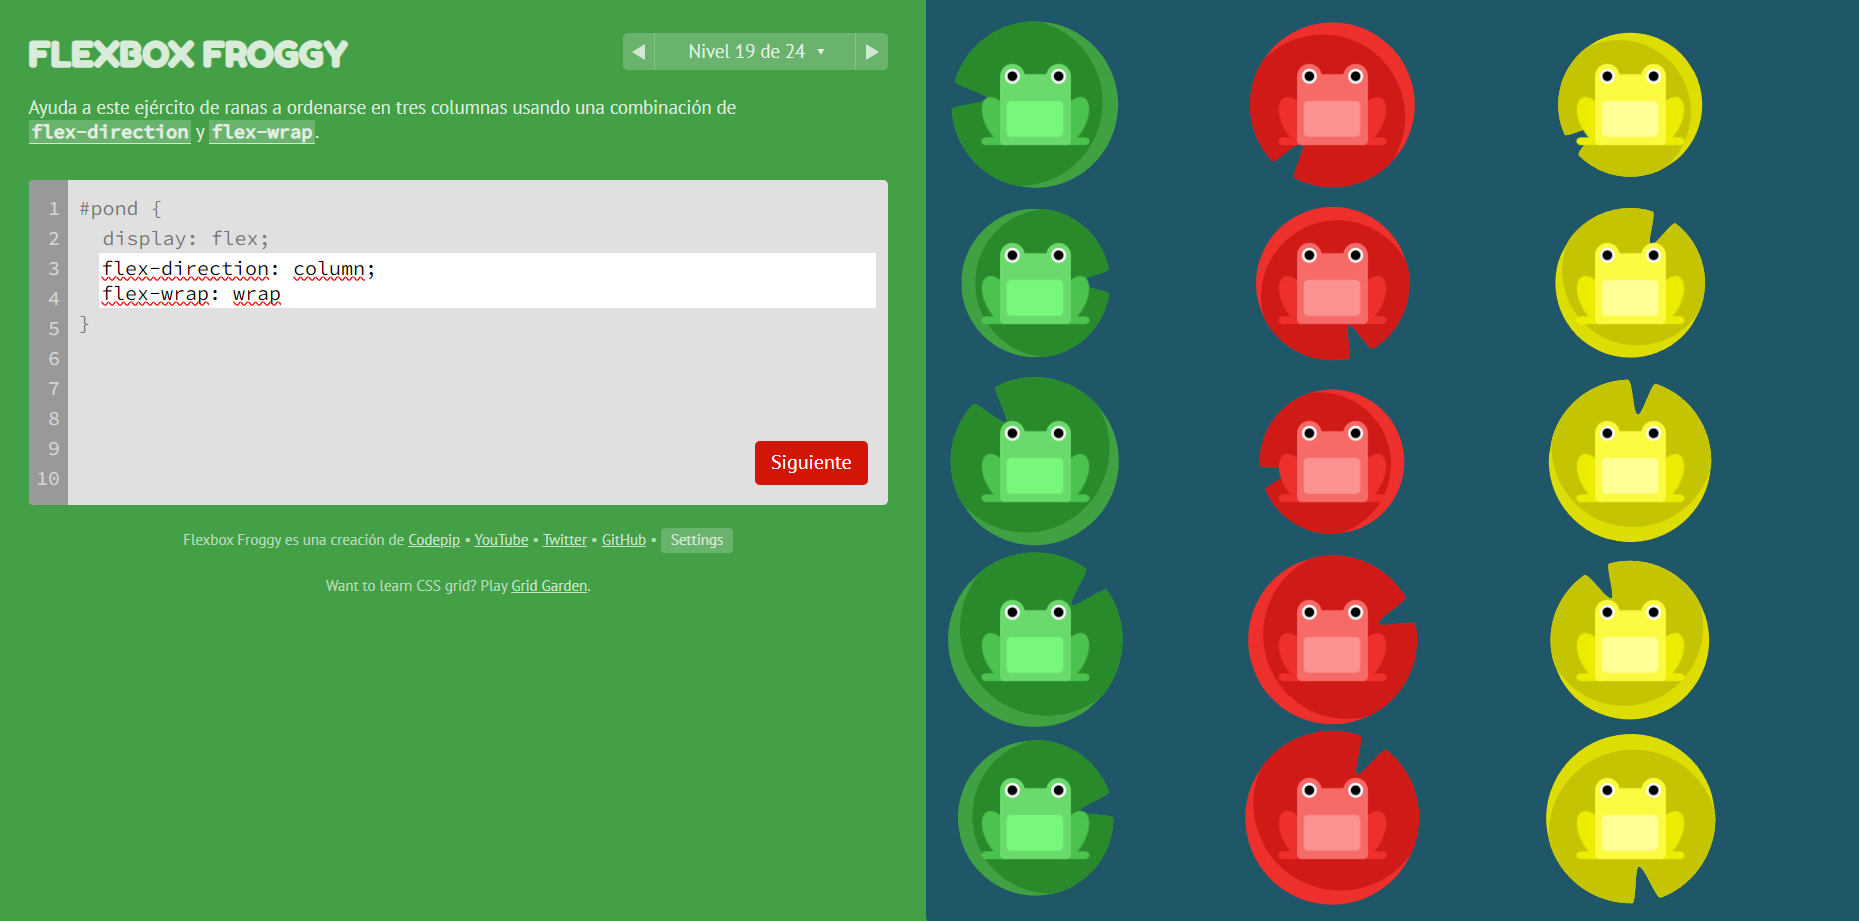 FLEXBOX FROGGY
Nivel 19 de 24
Ayuda a este ejército de ranas a ordenarse en tres columnas usando una combinación de
flex-direction y flex-wrap.
1 #pond {
2 display: flex;
3 flex-direction: column;
4 flex-wrap: wrap
5 }
6
7
8
9
10
Siguiente
Flexbox Froggy es una creación de Codepip • YouTube • Twitter • GitHub • Settings
Want to learn CSS grid? Play Grid Garden.